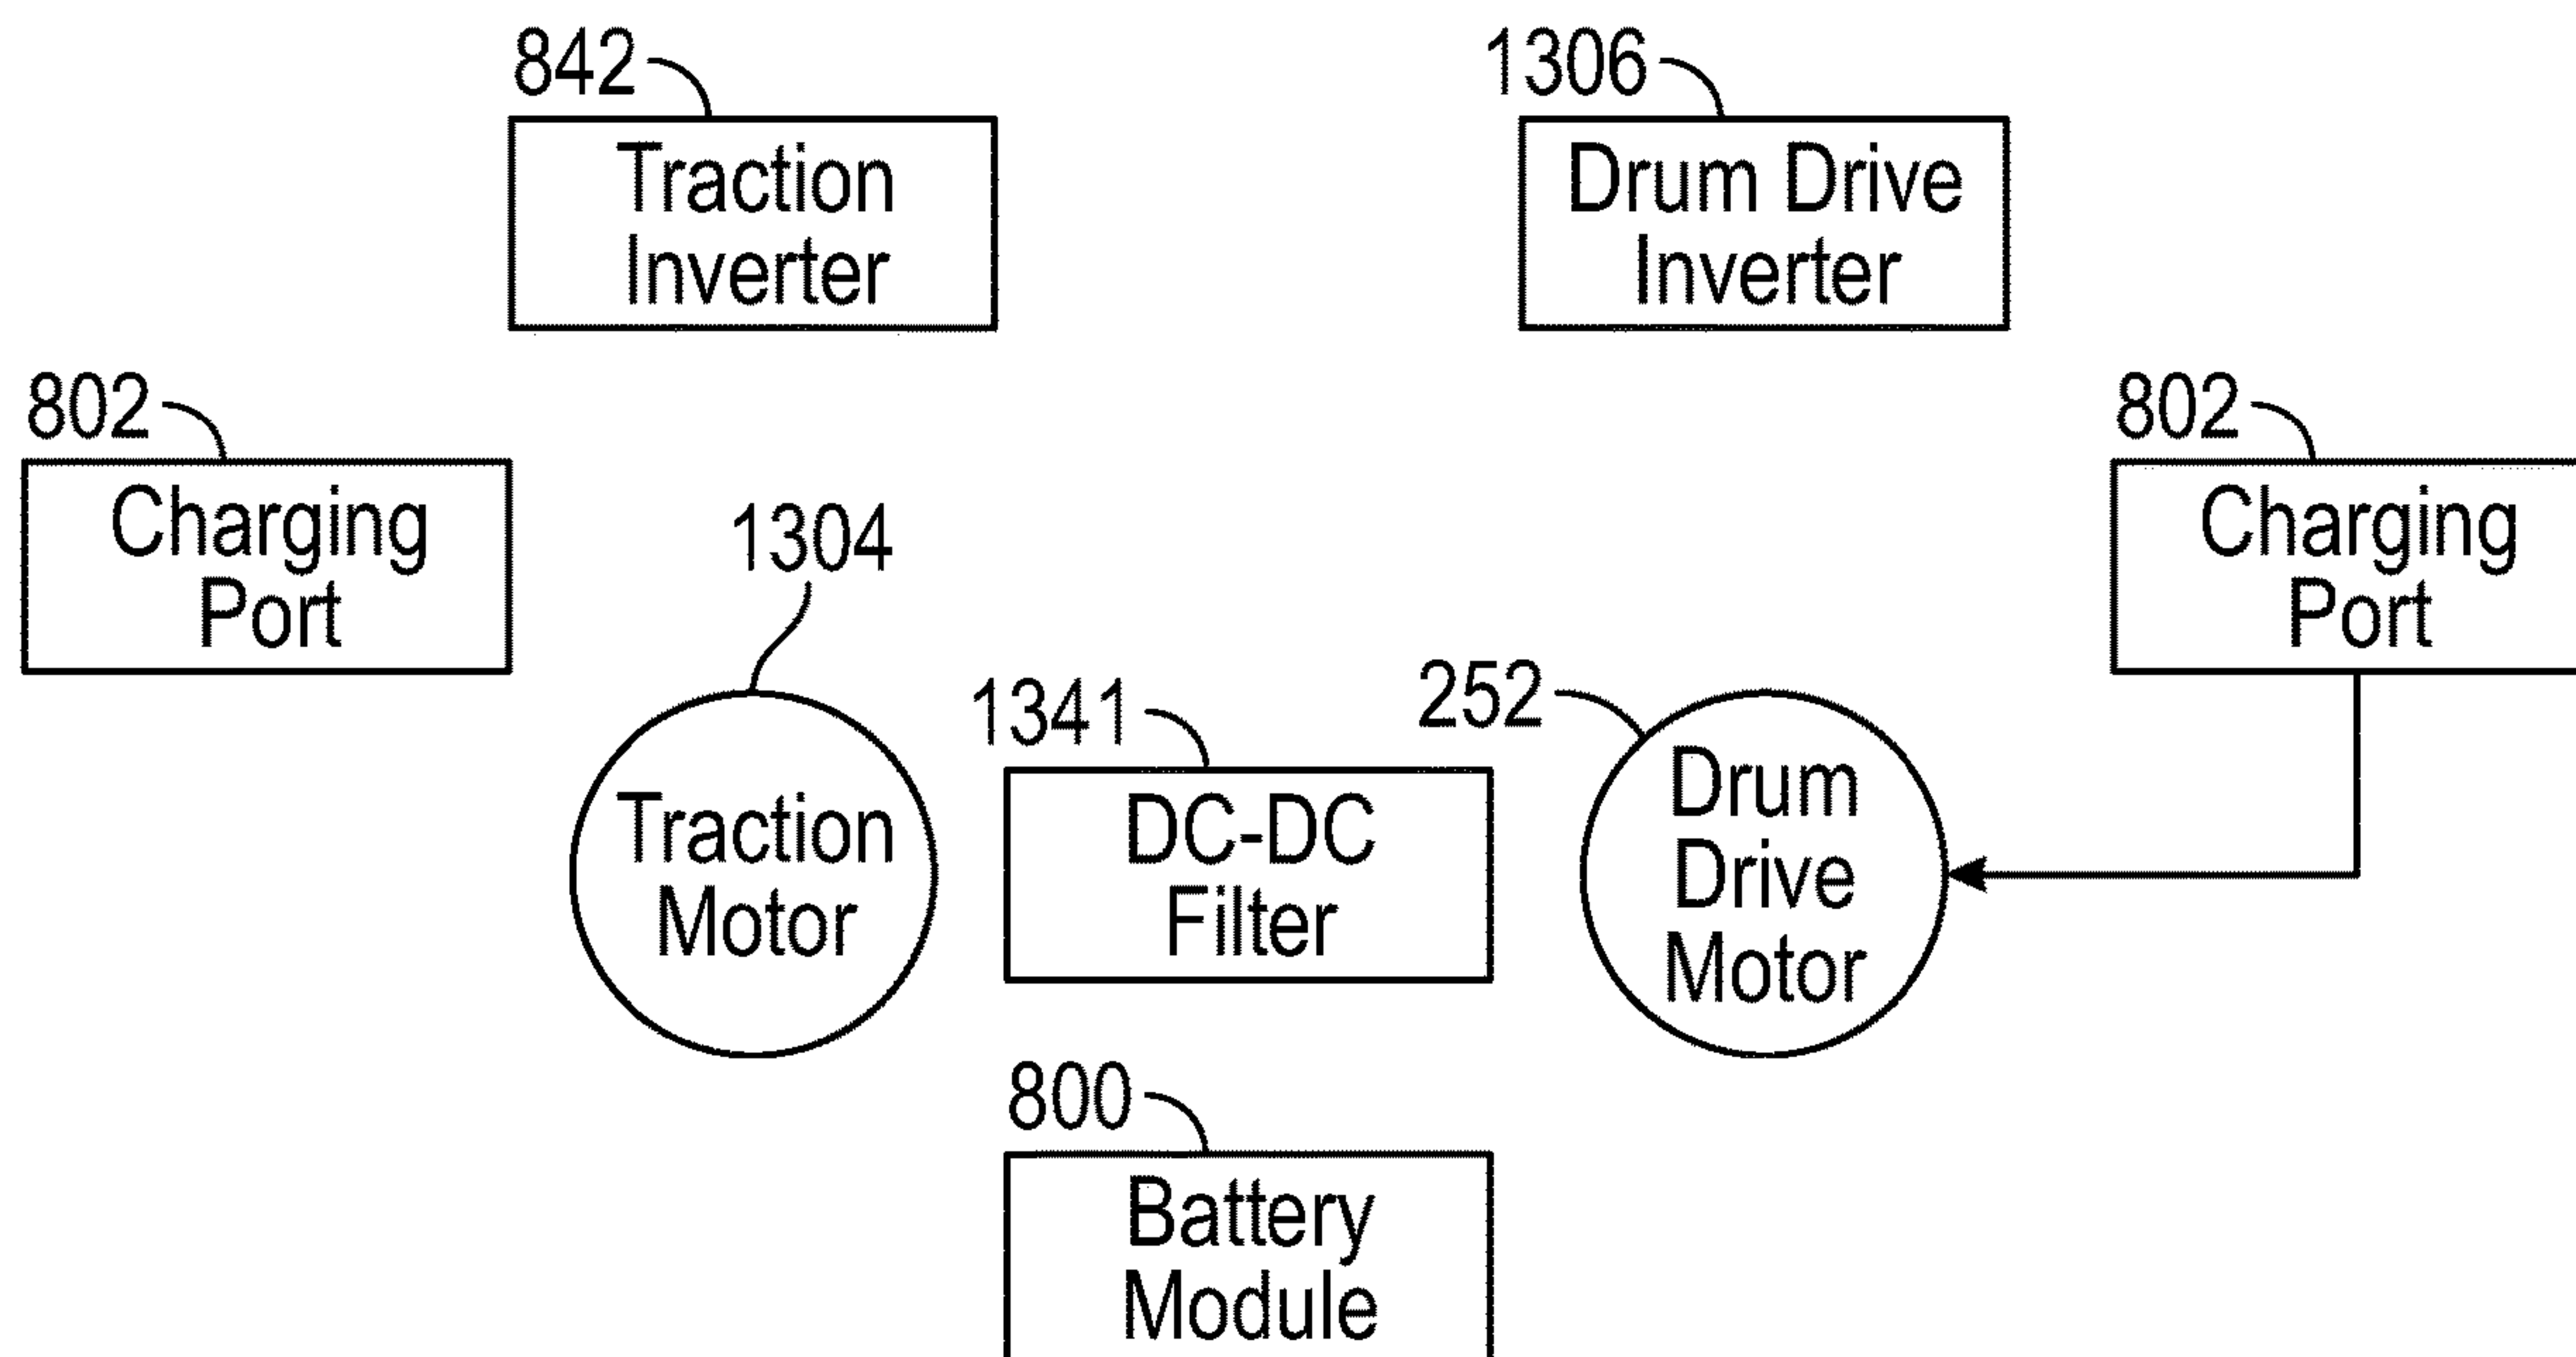 842
Traction
Inverter
1306
Drum Drive
Inverter
802
Charging
Port
802
Charging
Port
1304
Traction
Motor
1341
DC-DC
Filter
252
Drum
Drive
Motor
800
Battery
Module